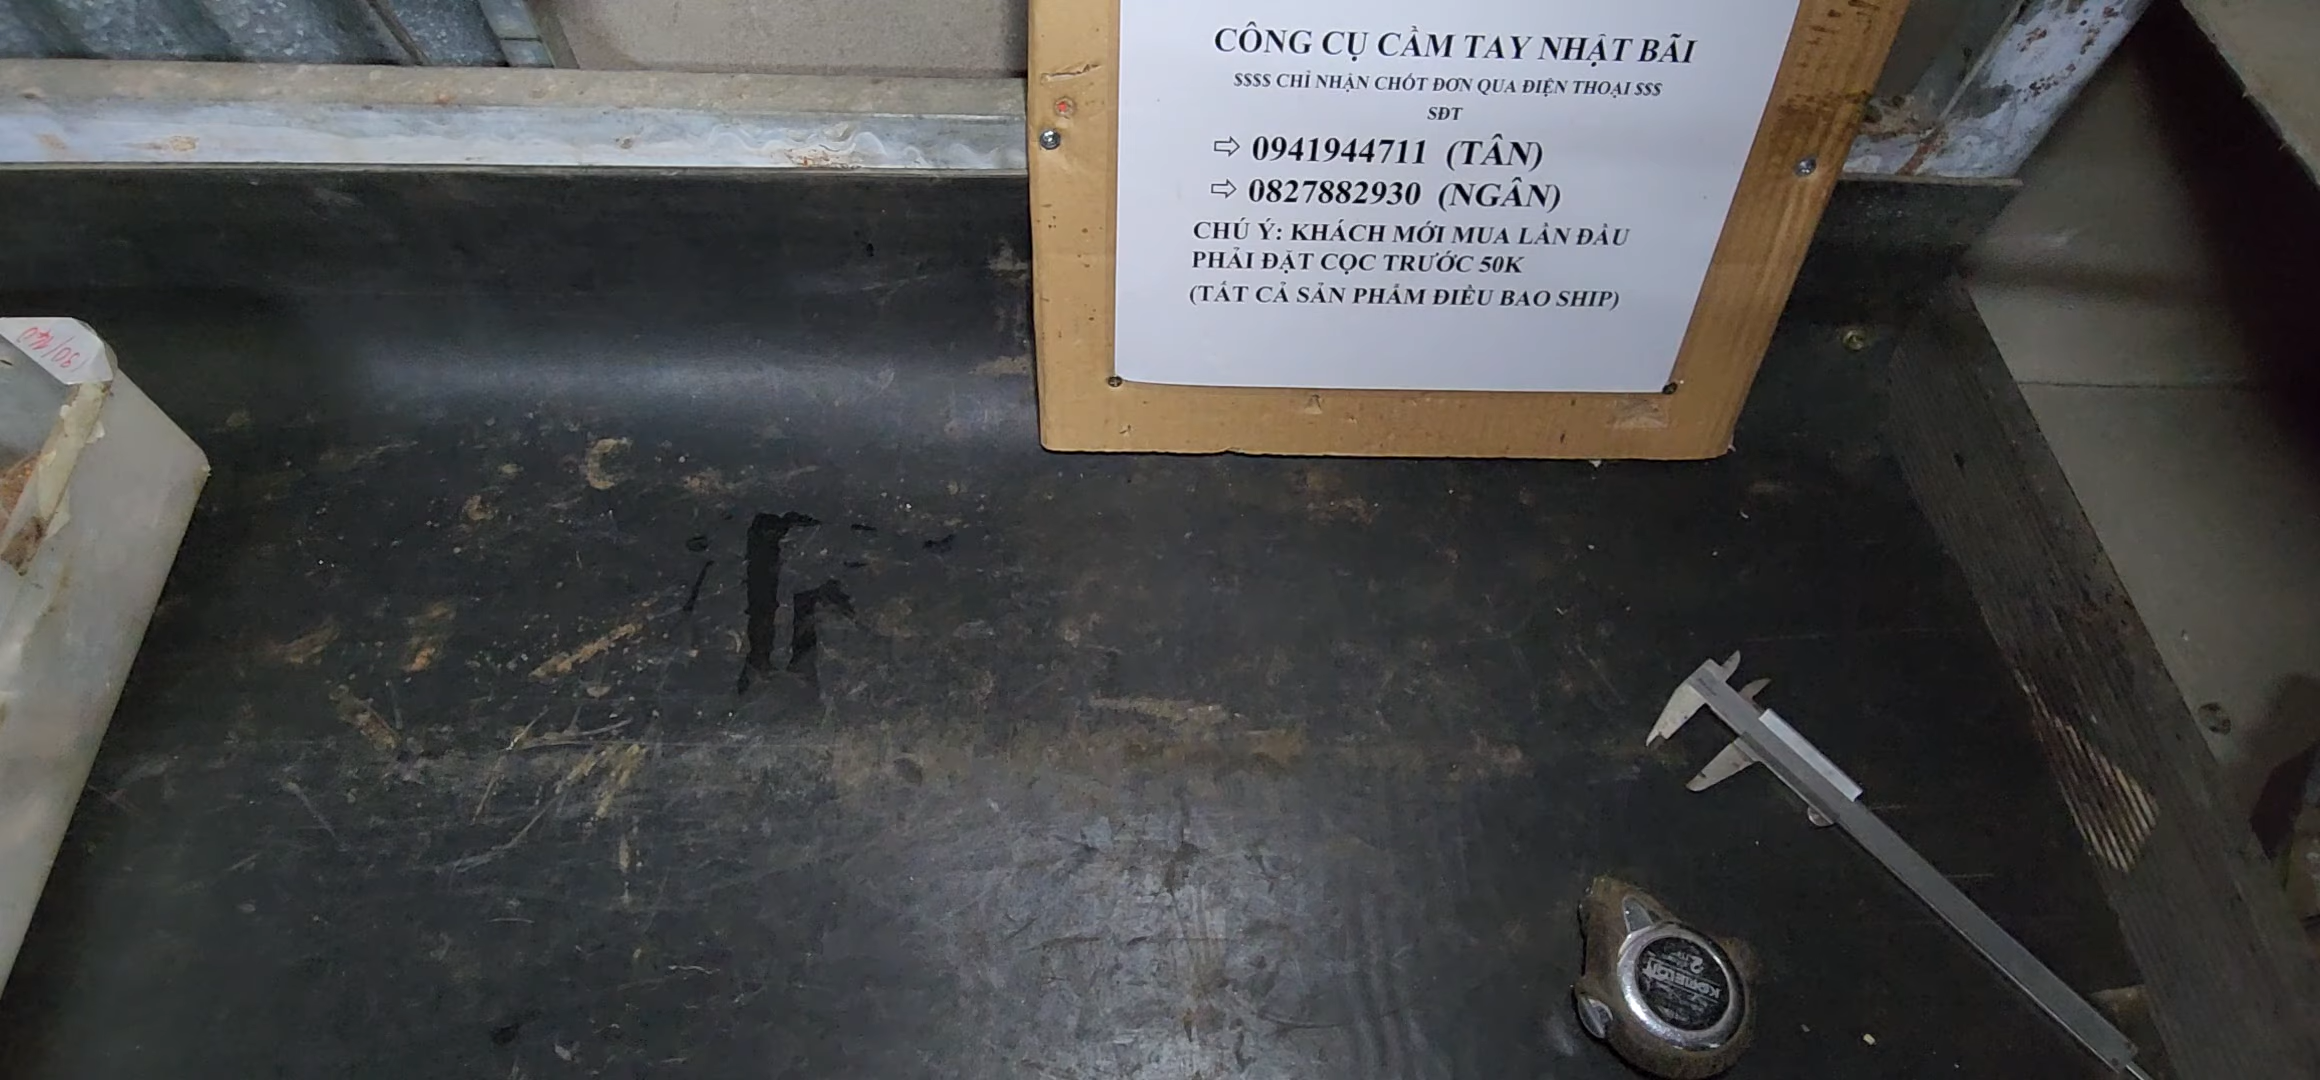 CÔNG CỤ CẦM TAY NHẬT BÃI
$$$$ CHỈ NHẬN CHỐT ĐƠN QUA ĐIỆN THOẠI $$$
SĐT
⇨ 0941944711 (TÂN)
⇨ 0827882930 (NGÂN)
CHÚ Ý: KHÁCH MỚI MUA LẦN ĐẦU
PHẢI ĐẶT CỌC TRƯỚC 50K
(TẤT CẢ SẢN PHẨM ĐIỀU BAO SHIP)
KOMELON